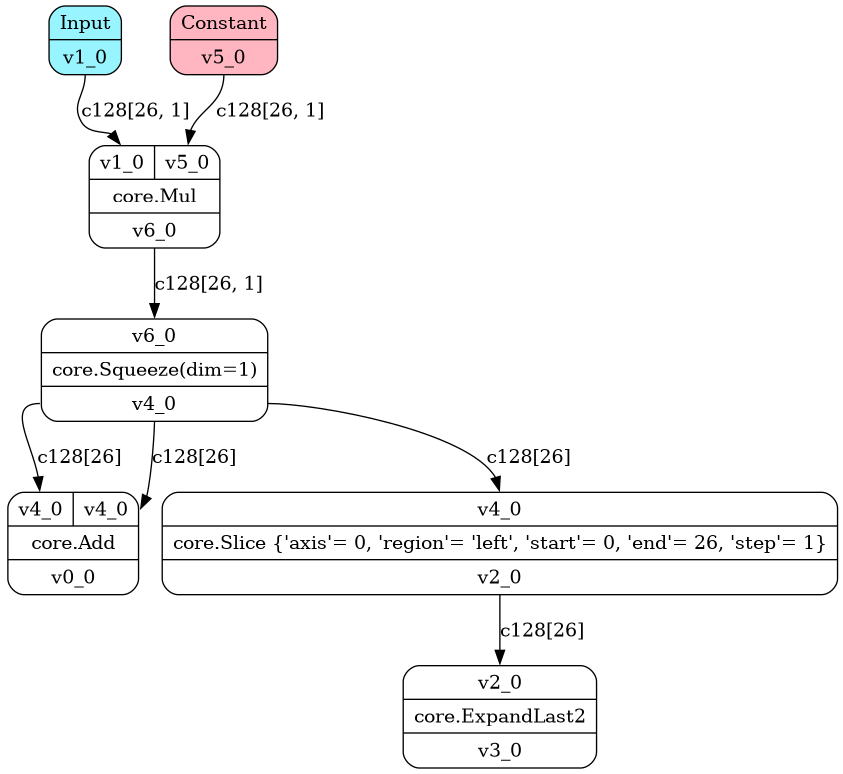 Input
v1_0
Constant
v5_0
c128[26, 1]
c128[26, 1]
v1_0
v5_0
core.Mul
v6_0
c128[26, 1]
v6_0
core.Squeeze(dim=1)
v4_0
c128[26]
c128[26]
c128[26]
v4_0
v4_0
core.Add
v0_0
v4_0
core.Slice {'axis'= 0, 'region'= 'left', 'start'= 0, 'end'= 26, 'step'= 1}
v2_0
c128[26]
v2_0
core.ExpandLast2
v3_0